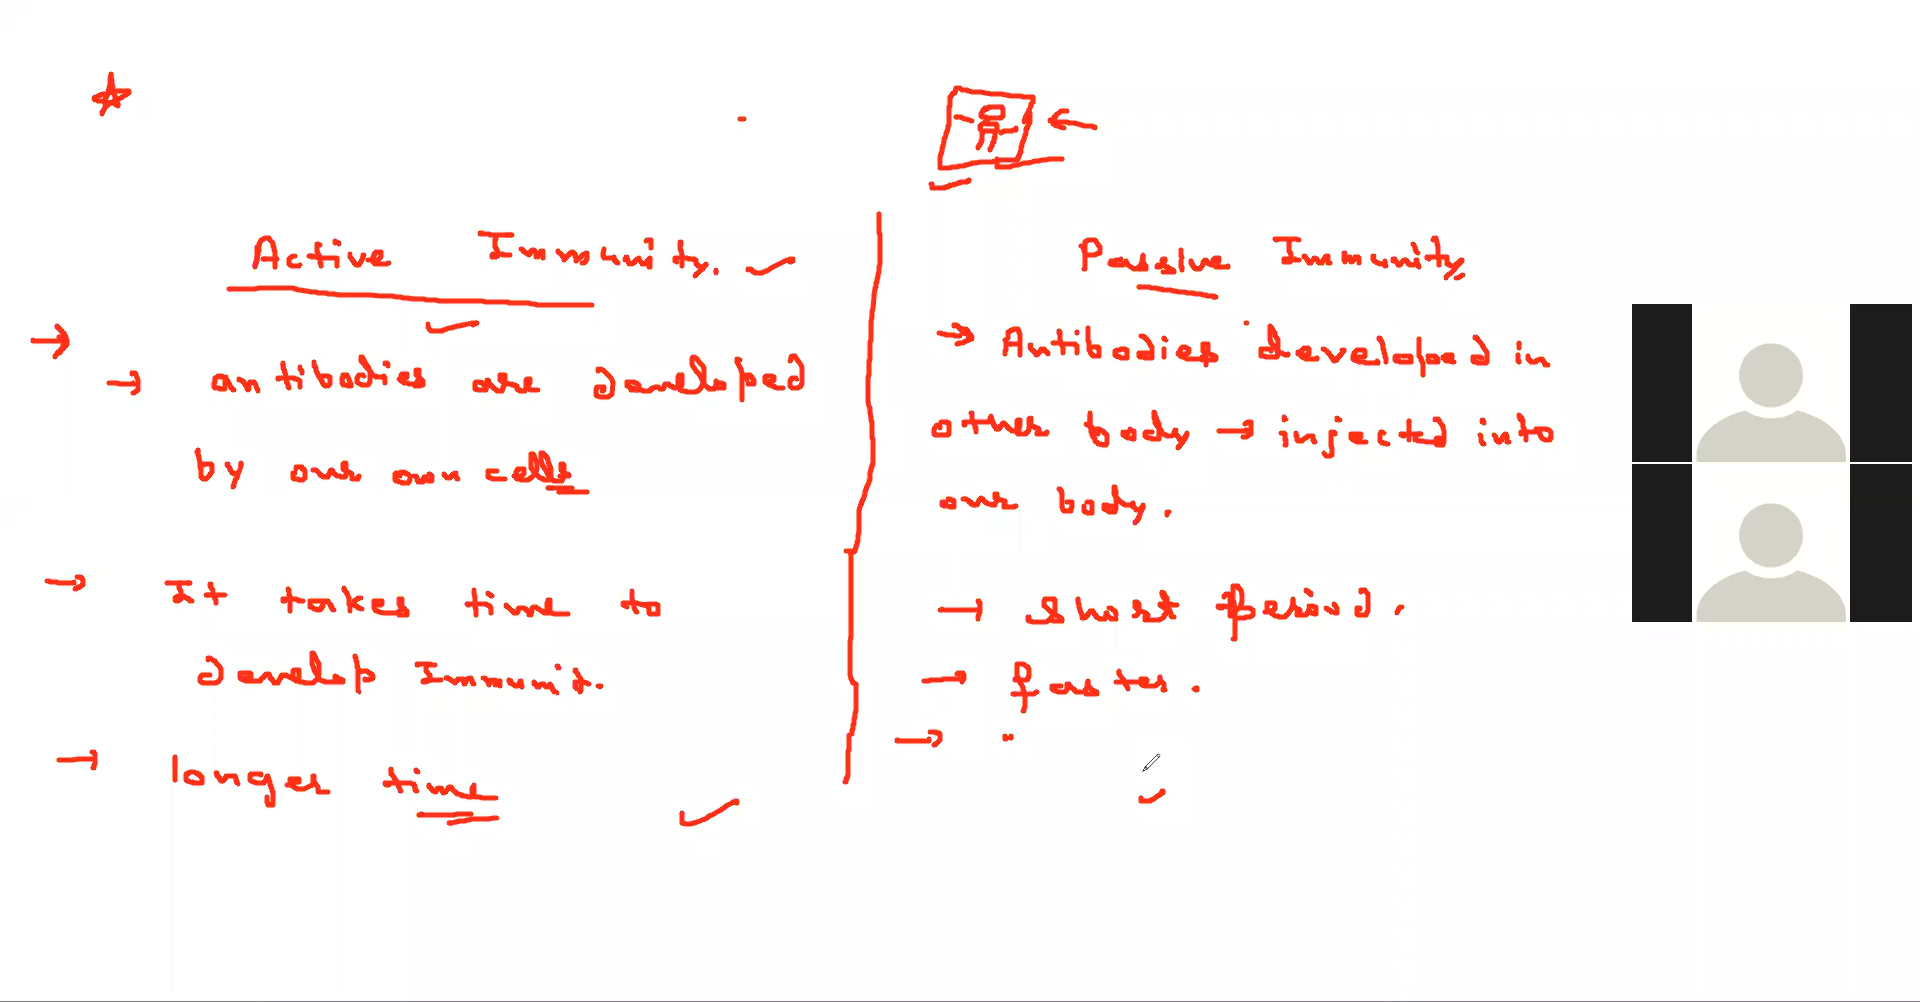 Active Immunity.
→ antibodies are developed
by our own cells
→ It takes time to
develop Immunit.
→ longer time
Passive Immunity
→ Antibodies developed in
other body → injected into
our body.
→ Short period.
→ faster.
→